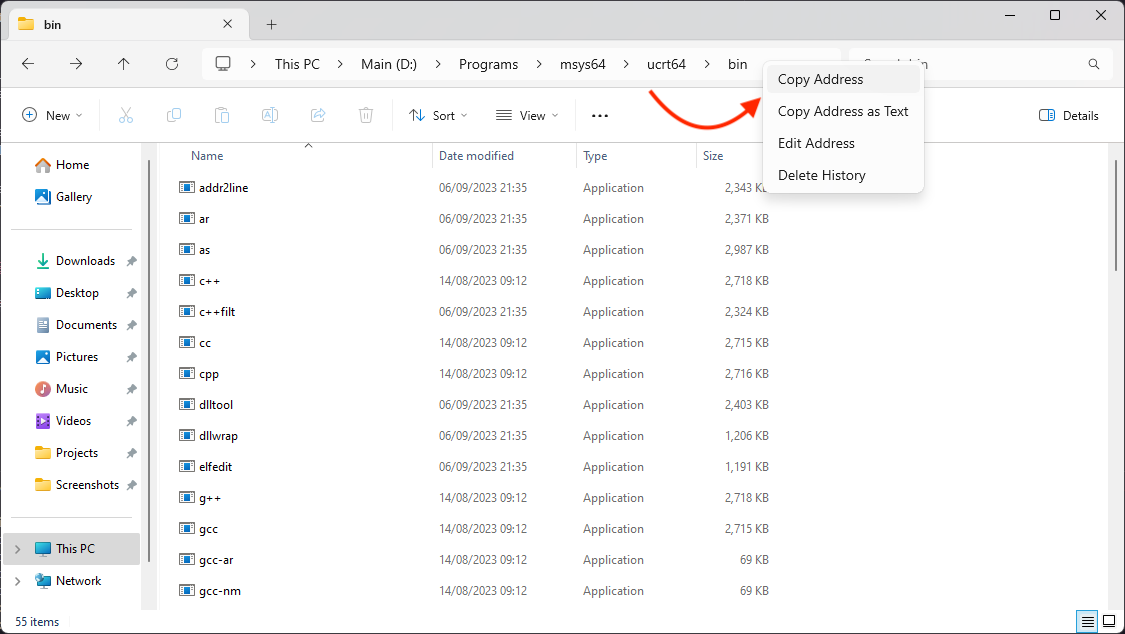 bin
This PC > Main (D:) > Programs > msys64 > ucrt64 > bin
Copy Address
Copy Address as Text
Edit Address
Delete History
New
Sort
View
Details
Home
Gallery
Downloads
Desktop
Documents
Pictures
Music
Videos
Projects
Screenshots
This PC
Network
Name Date modified Type Size
addr2line 06/09/2023 21:35 Application 2,343
ar 06/09/2023 21:35 Application 2,371 KB
as 06/09/2023 21:35 Application 2,987 KB
c++ 14/08/2023 09:12 Application 2,718 KB
c++filt 06/09/2023 21:35 Application 2,324 KB
cc 14/08/2023 09:12 Application 2,715 KB
cpp 14/08/2023 09:12 Application 2,716 KB
dlltool 06/09/2023 21:35 Application 2,403 KB
dllwrap 06/09/2023 21:35 Application 1,206 KB
elfedit 06/09/2023 21:35 Application 1,191 KB
g++ 14/08/2023 09:12 Application 2,718 KB
gcc 14/08/2023 09:12 Application 2,715 KB
gcc-ar 14/08/2023 09:12 Application 69 KB
gcc-nm 14/08/2023 09:12 Application 69 KB
55 items